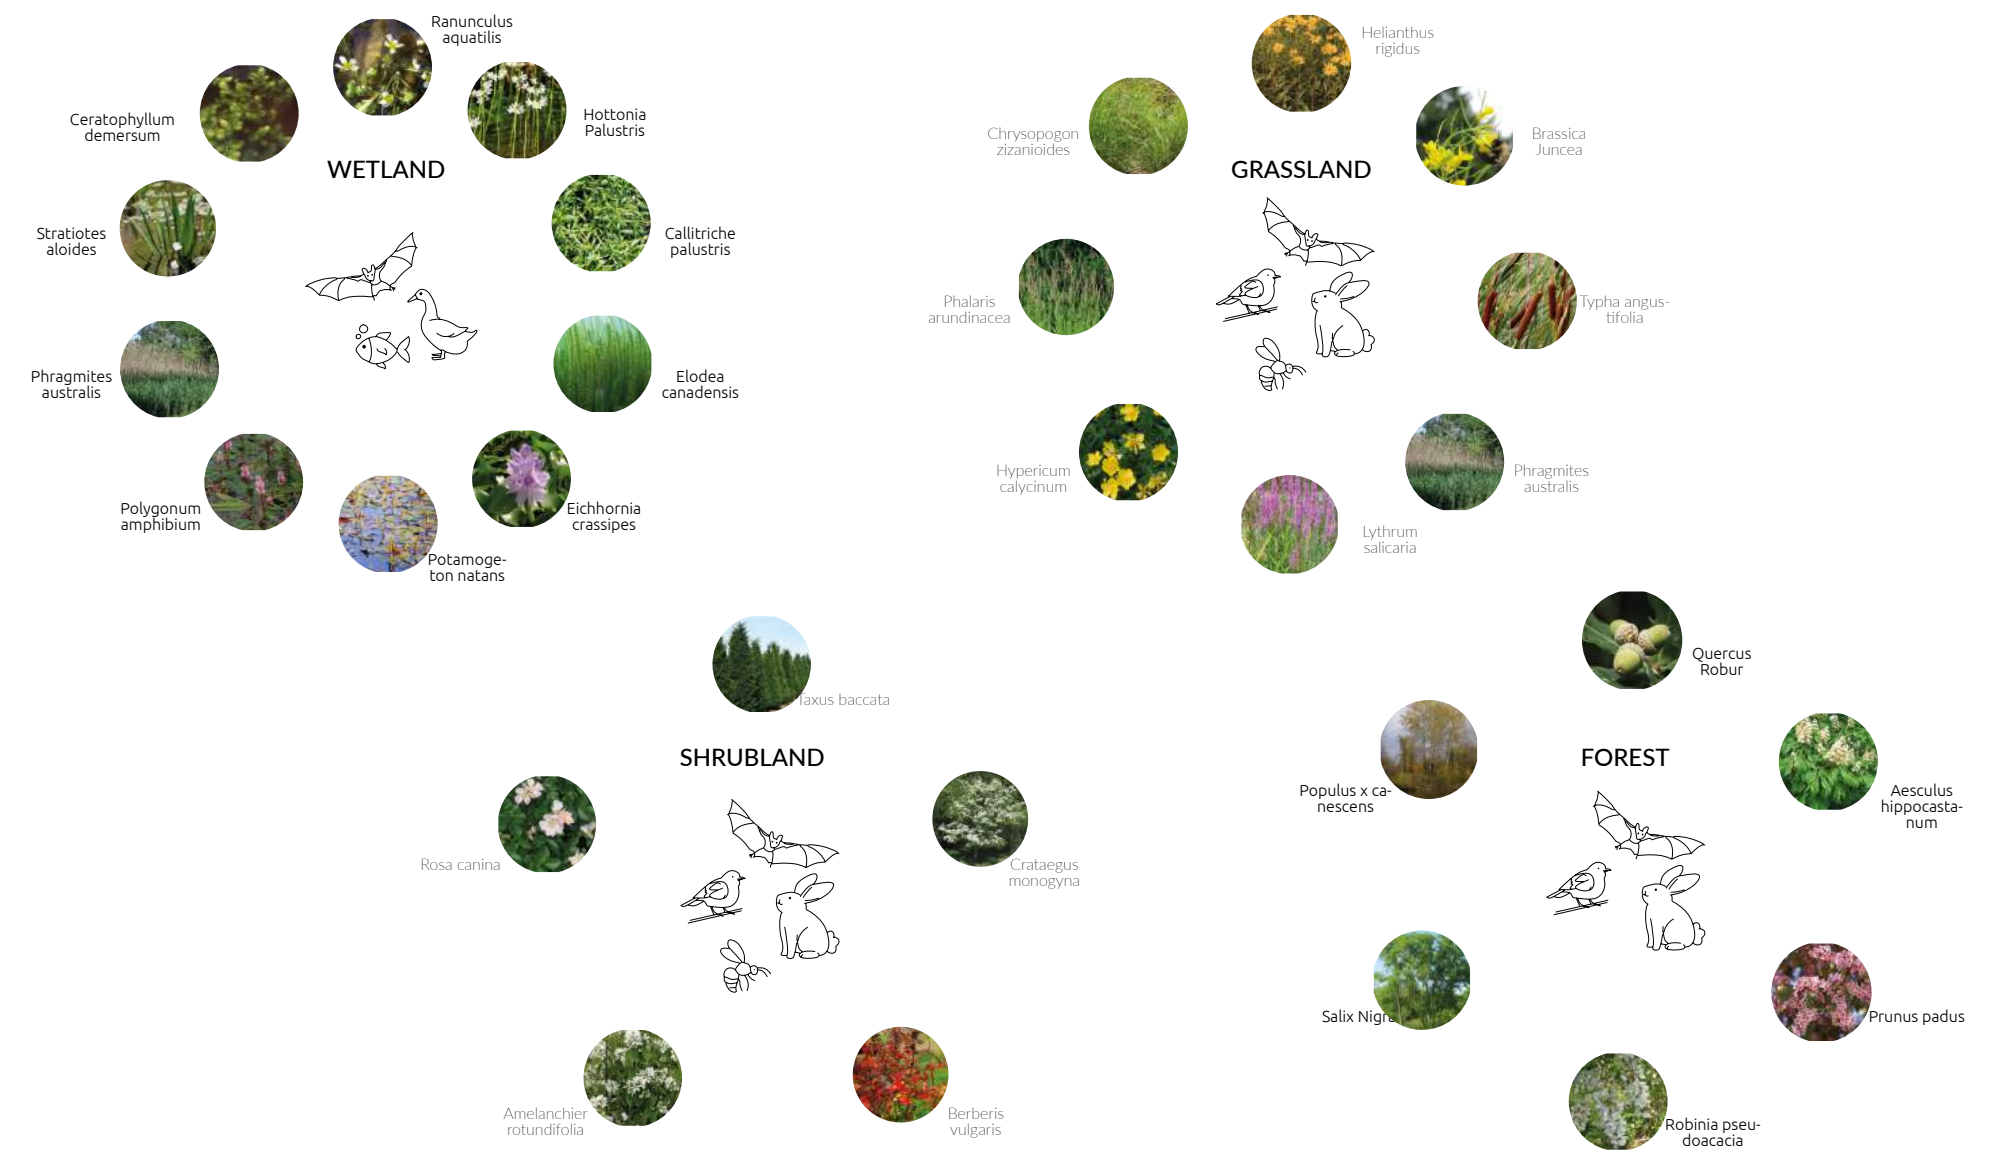 Ranunculus
aquatilis
Ceratophyllum
demersum
Hottonia
Palustris
WETLAND
Stratiotes
aloides
Callitriche
palustris
Phragmites
australis
Elodea
canadensis
Polygonum
amphibium
Eichhornia
crassipes
Potamoge-
ton natans
Helianthus
rigidus
Chrysopogon
zizanioides
Brassica
Juncea
GRASSLAND
Phalaris
arundinacea
Typha angus-
tifolia
Hypericum
calycinum
Phragmites
australis
Lythrum
salicaria
Taxus baccata
SHRUBLAND
Rosa canina
Crataegus
monogyna
Amelanchier
rotundifolia
Berberis
vulgaris
Quercus
Robur
FOREST
Populus x ca-
nescens
Aesculus
hippocasta-
num
Salix Nigra
Prunus padus
Robinia pseu-
doacacia